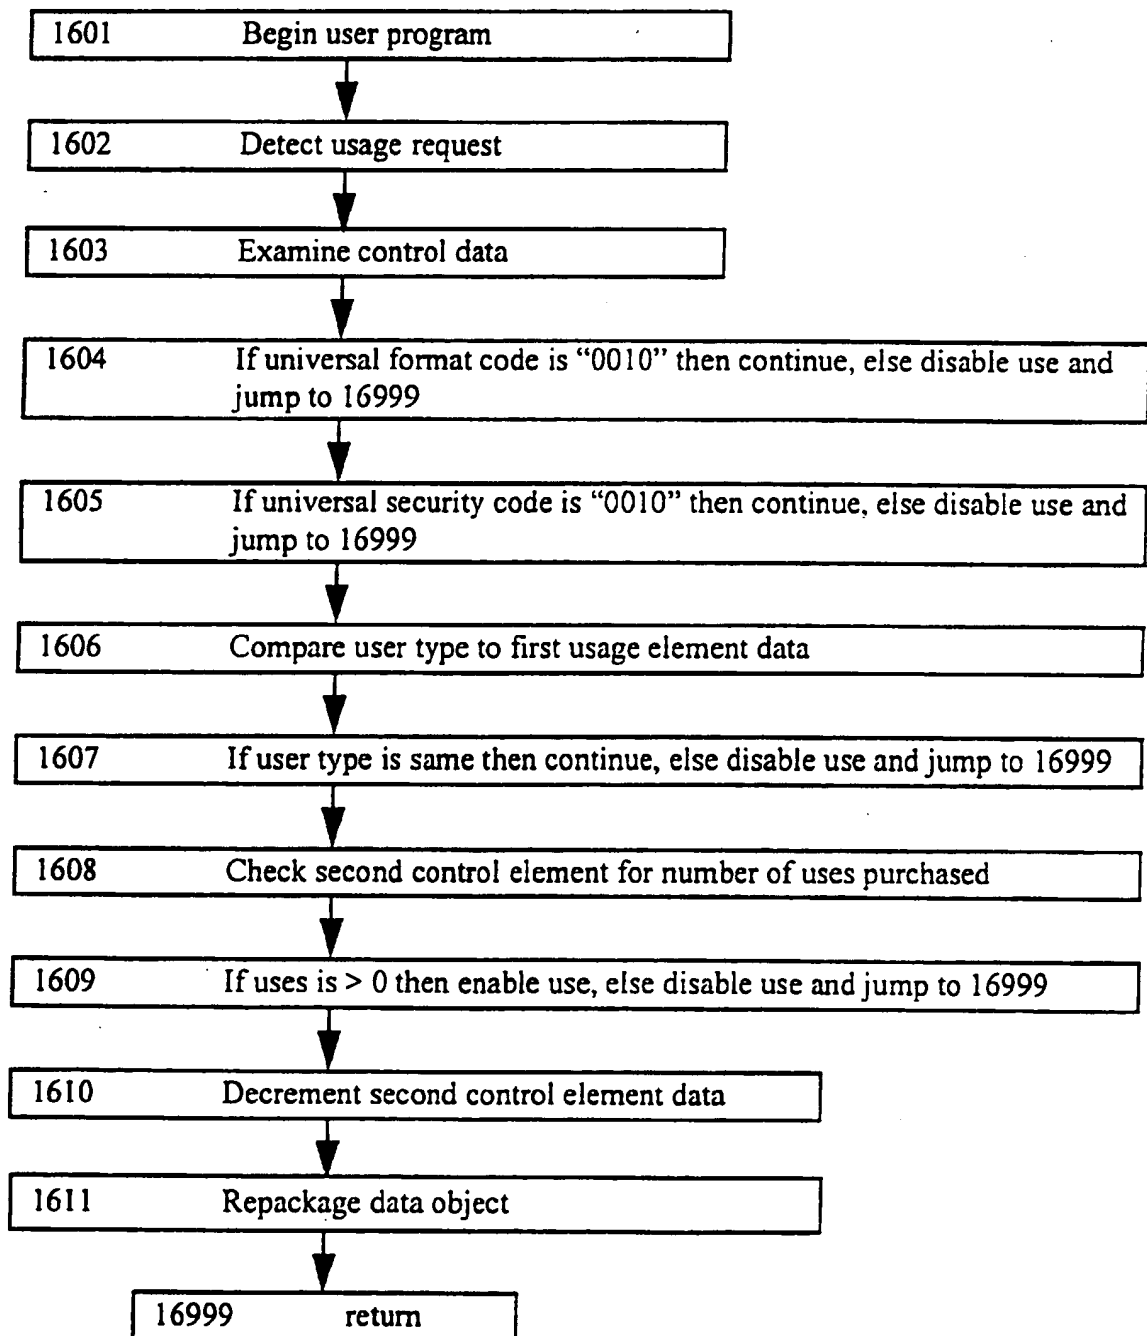 1601 Begin user program
1602 Detect usage request
1603 Examine control data
1604 If universal format code is “0010” then continue, else disable use and
jump to 16999
1605 If universal security code is “0010” then continue, else disable use and
jump to 16999
1606 Compare user type to first usage element data
1607 If user type is same then continue, else disable use and jump to 16999
1608 Check second control element for number of uses purchased
1609 If uses is > 0 then enable use, else disable use and jump to 16999
1610 Decrement second control element data
1611 Repackage data object
16999 return